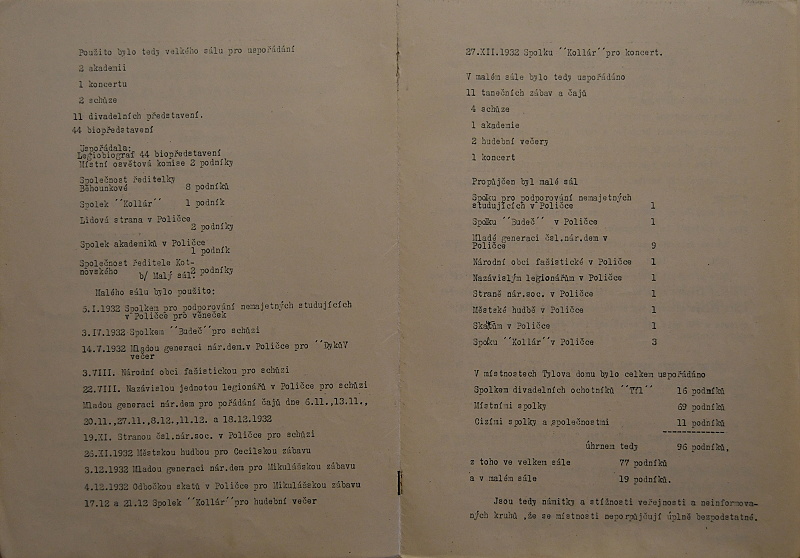 Použito bylo tedy velkého sálu pro uspořádání
2 akademii
1 koncertu
2 schůze
11 divadelních představení.
44 biopředstavení
Uspořádala:
Legiobiograf 44 biopředstavení
Místní osvětová komise 2 podniky
Společnost ředitelky
Běhounkové 8 podniků
Spolek ''Kollár'' 1 podnik
Lidová strana v Poličce
2 podniky
Spolek akademiků v Poličce
1 podnik
Společnost ředitele Kot-
novského 2 podniky
b/ Malý sál:
Malého sálu bylo použito:
5.I.1932 Spolkem pro podporování nemajetných studujících
v Poličce pro věneček
3.IV.1932 Spolkem ''Budeč''pro schůzi
14.7.1932 Mladou generaci nár.dem.v Poličce pro
večer
3.VIII. Národní obci fašistickou pro schůzi
22.VIII. Nazávislou jednotou legionářů v Poličce pro schůzi
Mladou generaci nár.dem pro pořádání čajů dne 6.11.,13.11.,
20.11.,27.11.,8.12.,11.12. a 18.12.1932
19.XI. Stranou čsl.nár.soc. v Poličce pro schůzi
26.XI.1932 Městskou hudbou pro Cecilskou zábavu
3.12.1932 Mladou generaci nár.dem pro Mikulášskou zábavu
4.12.1932 Odbočkou skatů v Poličce pro Mikulášskou zábavu
17.12 a 21.12 Spolek ''Kollár''pro hudební večer
27.XII.1932 Spolku ''Kollár''pro koncert.
V malém sále bylo tedy uspořádáno
11 tanečních zábav a čajů
4 schůze
1 akademie
2 hudební večery
1 koncert
Propůjčen byl malé sál
Spolku pro podporování nemajetných
studujících v Poličce 1
Spolku ''Budeč'' v Poličce 1
Mladé generaci čsl.nár.dem v
Poličce 9
Národní obci fašistické v Poličce 1
Nazávislým legionářům v Poličce 1
Straně nár.soc. v Poličce 1
Městské hudbě v Poličce 1
Skatům v Poličce 1
Spolku ''Kollár''v Poličce 3
V místnostech Tylova domu bylo celkem uspořádáno
Spolkem divadelních ochotníků ''Tyl'' 16 podniků
Místními spolky 69 podniků
Cizími spolky a společnostmi 11 podniků
úhrnem tedy 96 podniků.
z toho ve velkem sále 77 podniků
a v malém sále 19 podniků.
Jsou tedy námitky a stížnosti veřejnosti a neinformova-
ných kruhů ,že se místnosti neporpůjčují úplně bezpodstatné.